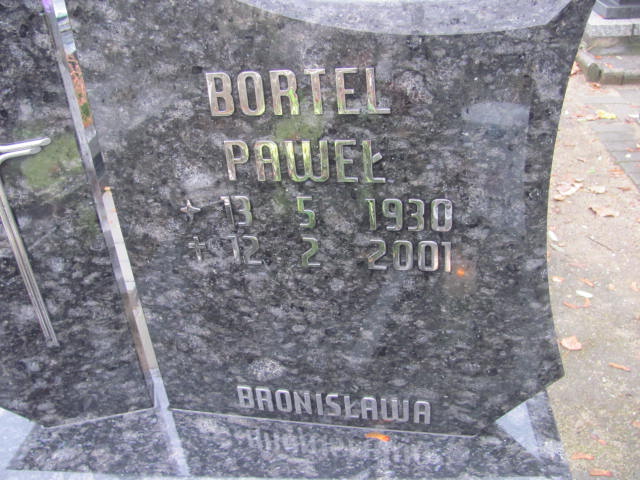 BORTEL
PAWEŁ
✶ 13 5 1930
✝ 12 2 2001
BRONISŁAWA